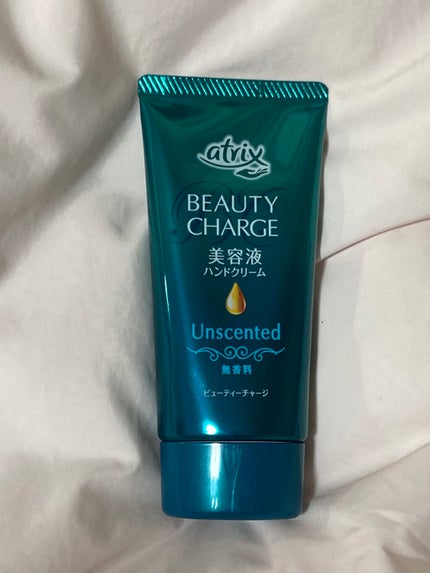 atrix
BEAUTY
CHARGE
美容液
ハンドクリーム
Unscented
無香料
ビューティーチャージ